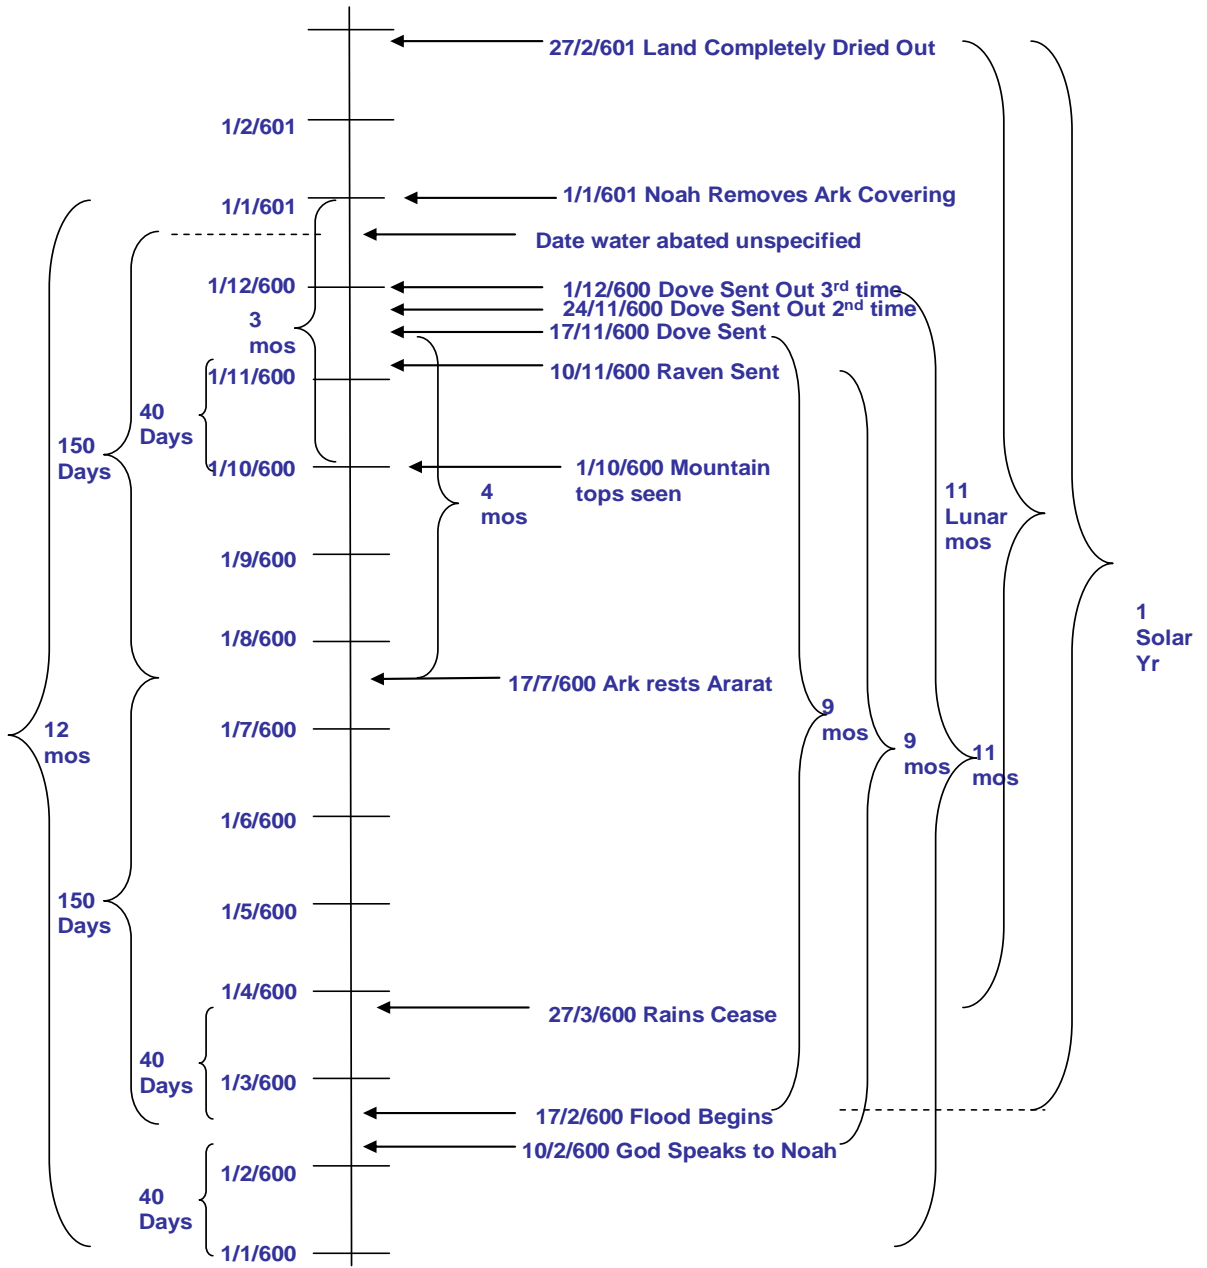 27/2/601 Land Completely Dried Out
1/2/601
1/1/601 Noah Removes Ark Covering
1/1/601
Date water abated unspecified
1/12/600
1/12/600 Dove Sent Out 3rd time
24/11/600 Dove Sent Out 2nd time
3
mos
17/11/600 Dove Sent
10/11/600 Raven Sent
1/11/600
40
Days
150
Days
1/10/600
1/10/600 Mountain
tops seen
4
mos
11
Lunar
mos
1/9/600
1
Solar
Yr
1/8/600
17/7/600 Ark rests Ararat
12
mos
1/7/600
9
mos
9
mos
11
mos
1/6/600
150
Days
1/5/600
1/4/600
27/3/600 Rains Cease
40
Days
1/3/600
17/2/600 Flood Begins
10/2/600 God Speaks to Noah
1/2/600
40
Days
1/1/600